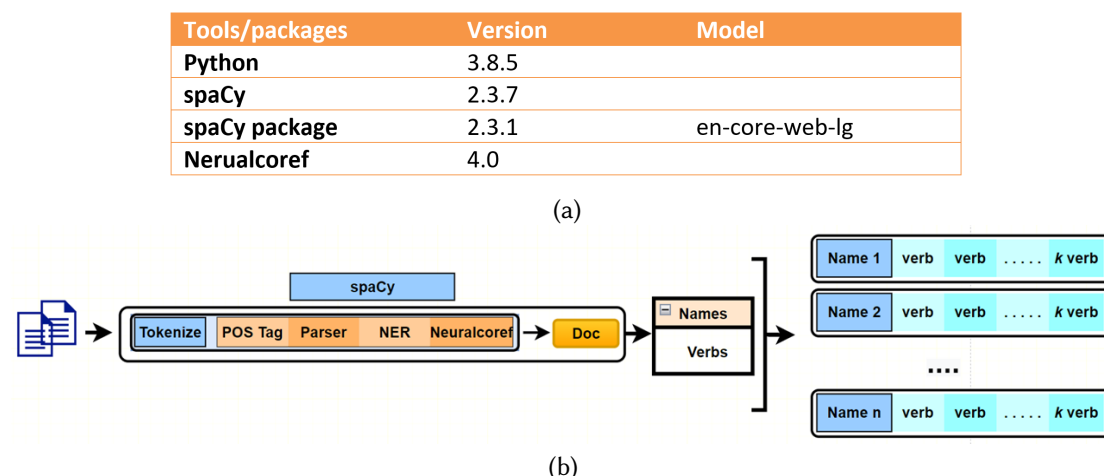 Tools/packages Version Model
Python 3.8.5
spaCy 2.3.7
spaCy package 2.3.1 en-core-web-lg
Nerualcoref 4.0
(a)
spaCy
Tokenize POS Tag Parser NER Neuralcoref Doc
Names
Verbs
Name 1 verb verb ..... k verb
Name 2 verb verb ..... k verb
....
Name n verb verb ..... k verb
(b)